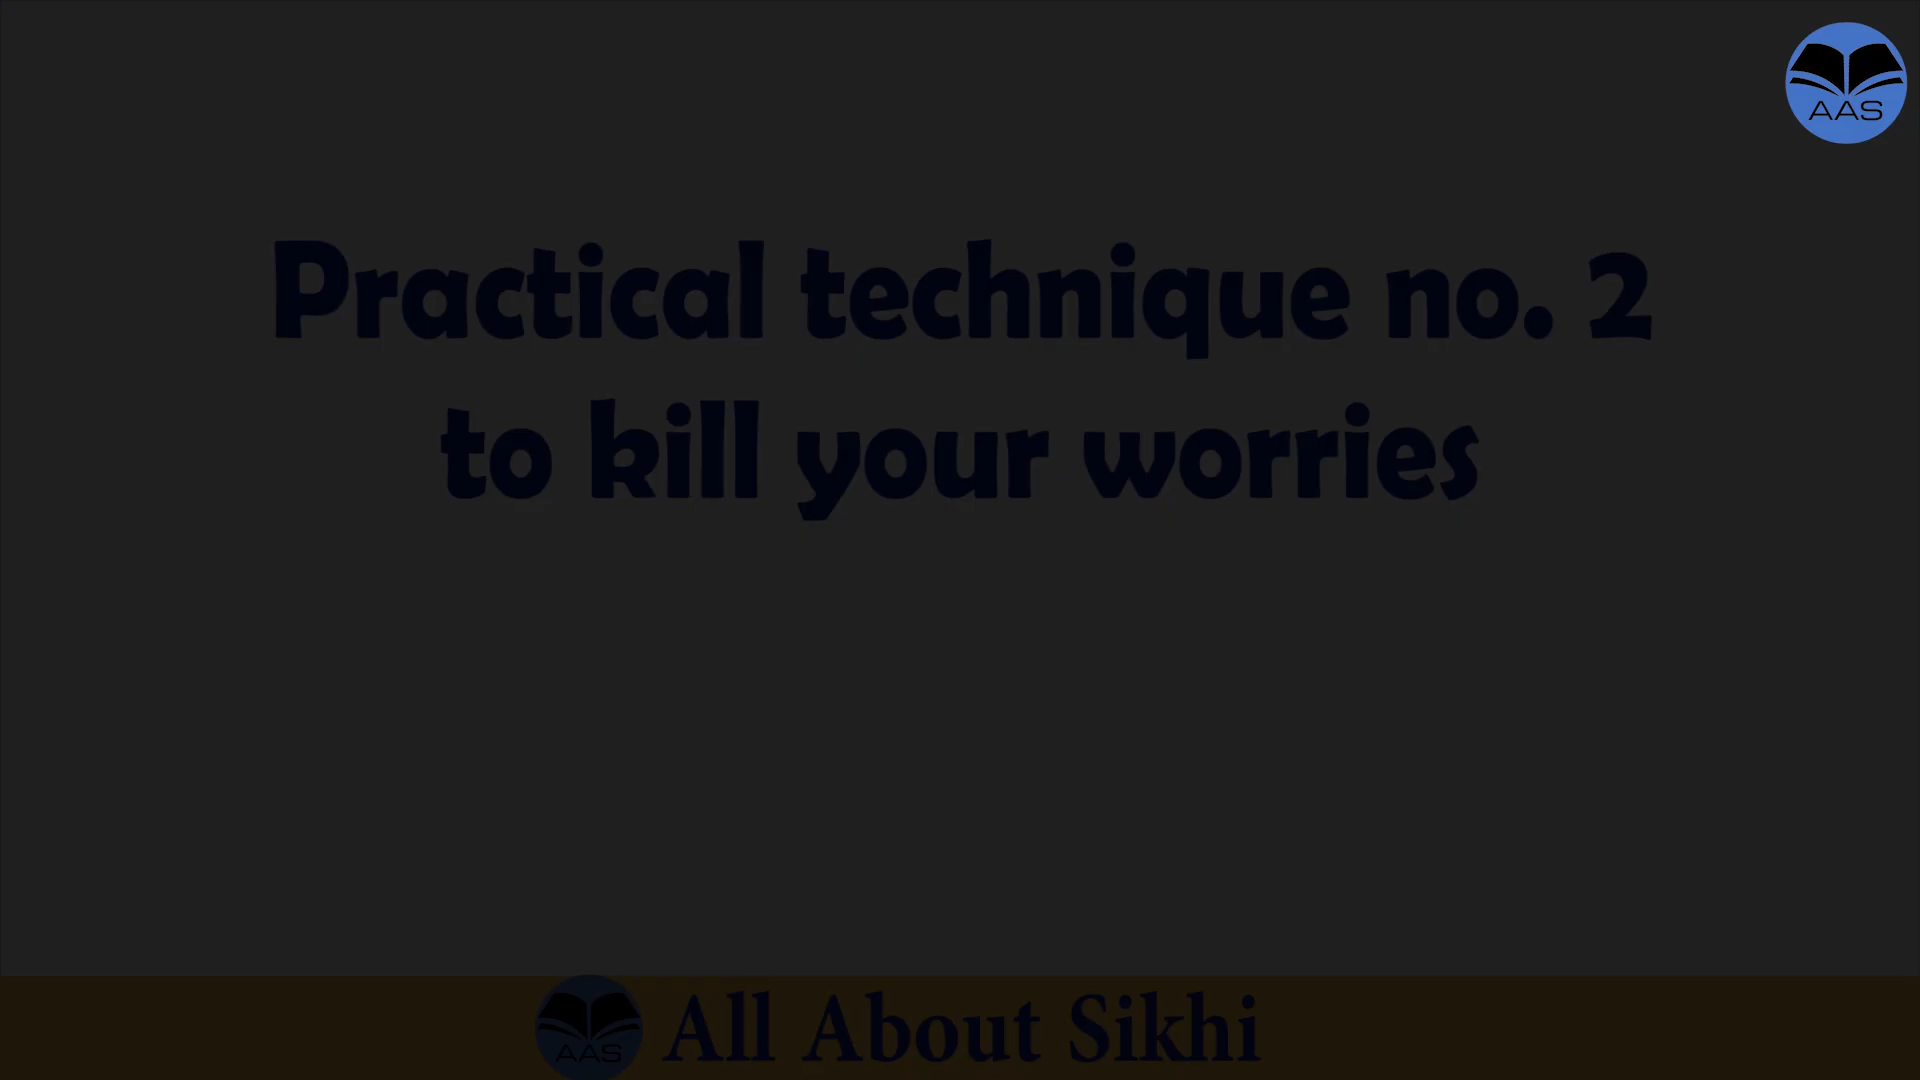 AAS
Practical technique no. 2
to kill your worries
AAS
All About Sikhi